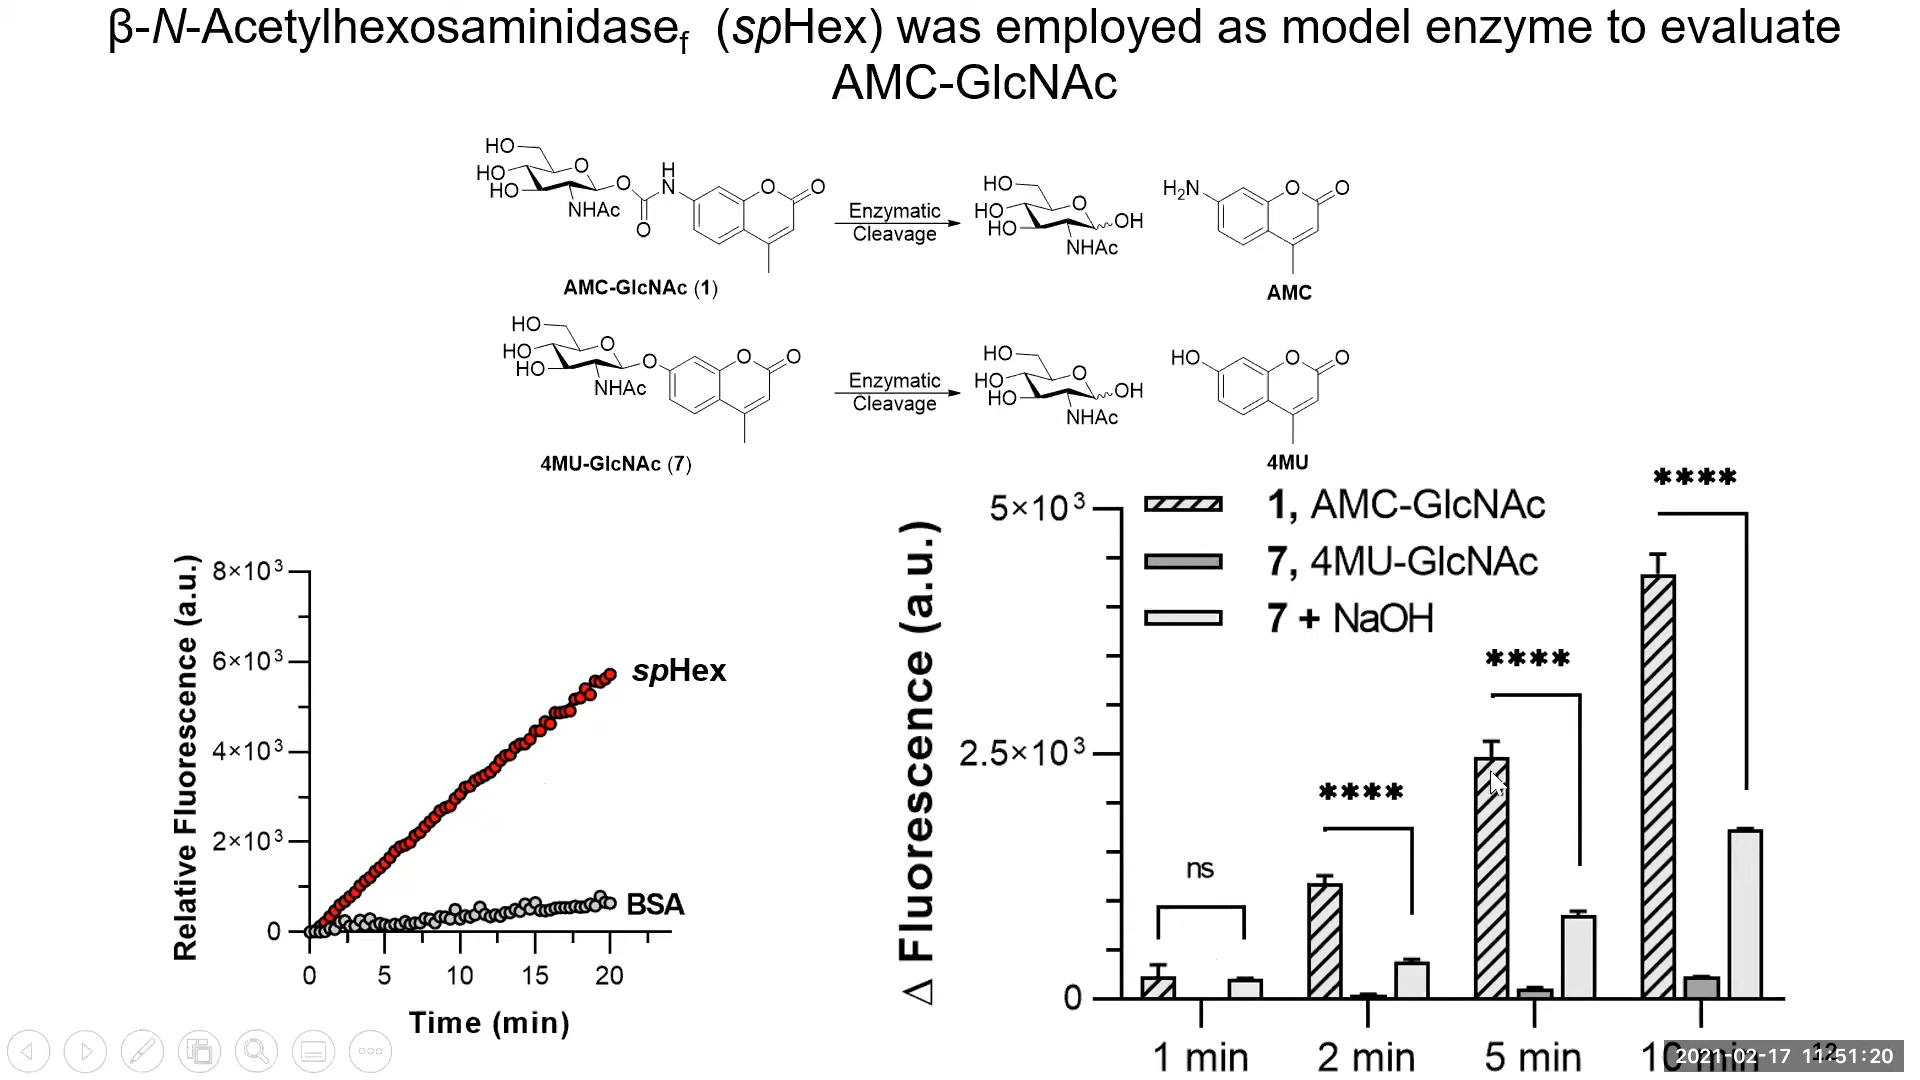 β-N-Acetylhexosaminidasef (spHex) was employed as model enzyme to evaluate
AMC-GlcNAc
HO
HO
HO
O
NHAc
O
O
H
N
O
O
AMC-GlcNAc (1)
Enzymatic
Cleavage
HO
HO
HO
O
OH
NHAc
H2N
O
O
AMC
HO
HO
HO
O
NHAc
O
O
O
4MU-GlcNAc (7)
Enzymatic
Cleavage
HO
HO
HO
O
OH
NHAc
HO
O
O
4MU
Relative Fluorescence (a.u.)
8×10³
6×10³
4×10³
2×10³
0
spHex
BSA
0 5 10 15 20
Time (min)
Δ Fluorescence (a.u.)
5×10³
2.5×10³
0
1, AMC-GlcNAc
7, 4MU-GlcNAc
7 + NaOH
ns
****
****
****
1 min 2 min 5 min 10 min
12
2021-02-17 11:51:20